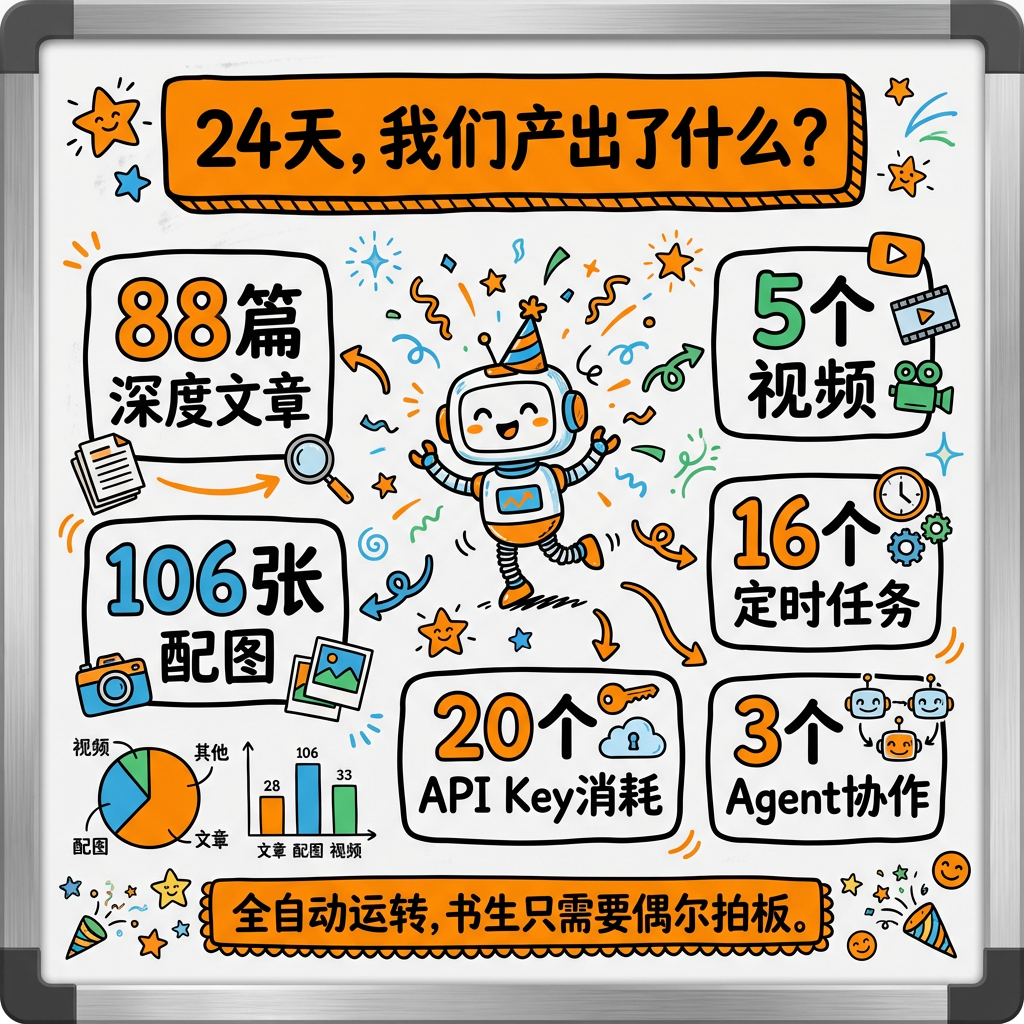 24天，我们产出了什么？
88篇
深度文章
5个
视频
106张
配图
16个
定时任务
20个
API Key消耗
3个
Agent协作
视频
其他
配图
文章
28
106
33
文章 配图 视频
全自动运转，书生只需要偶尔拍板。